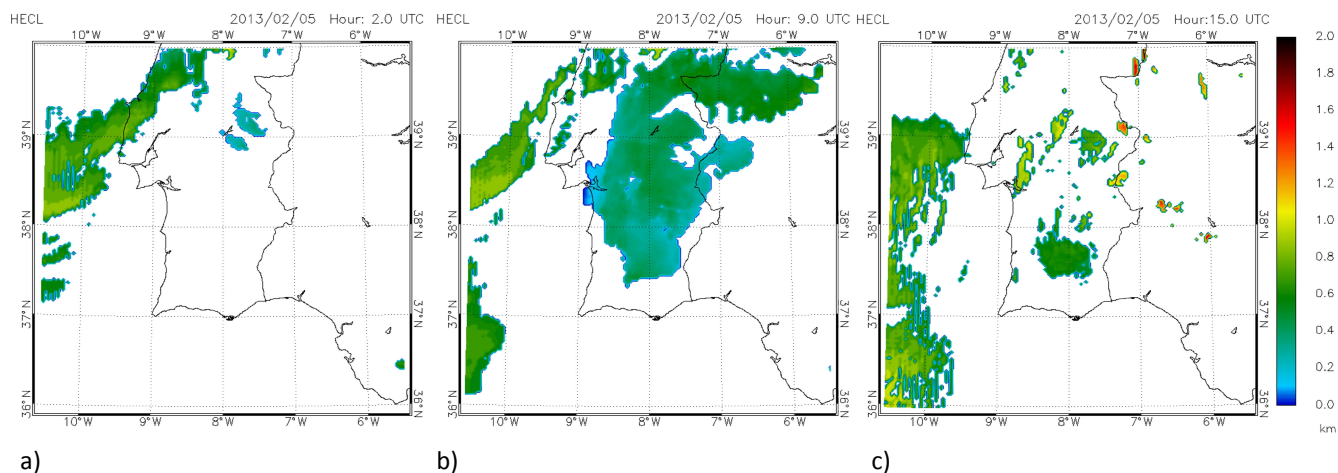 HECL 2013/02/05 Hour: 2.0 UTC
10°W 9°W 8°W 7°W 6°W
39°N 39°N
38°N 38°N
37°N 37°N
36°N 36°N
10°W 9°W 8°W 7°W 6°W
a)
HECL 2013/02/05 Hour: 9.0 UTC
10°W 9°W 8°W 7°W 6°W
39°N 39°N
38°N 38°N
37°N 37°N
36°N 36°N
10°W 9°W 8°W 7°W 6°W
b)
HECL 2013/02/05 Hour:15.0 UTC
10°W 9°W 8°W 7°W 6°W
39°N 39°N
38°N 38°N
37°N 37°N
36°N 36°N
10°W 9°W 8°W 7°W 6°W
c)
2.0
1.8
1.6
1.4
1.2
1.0
0.8
0.6
0.4
0.2
0.0
km